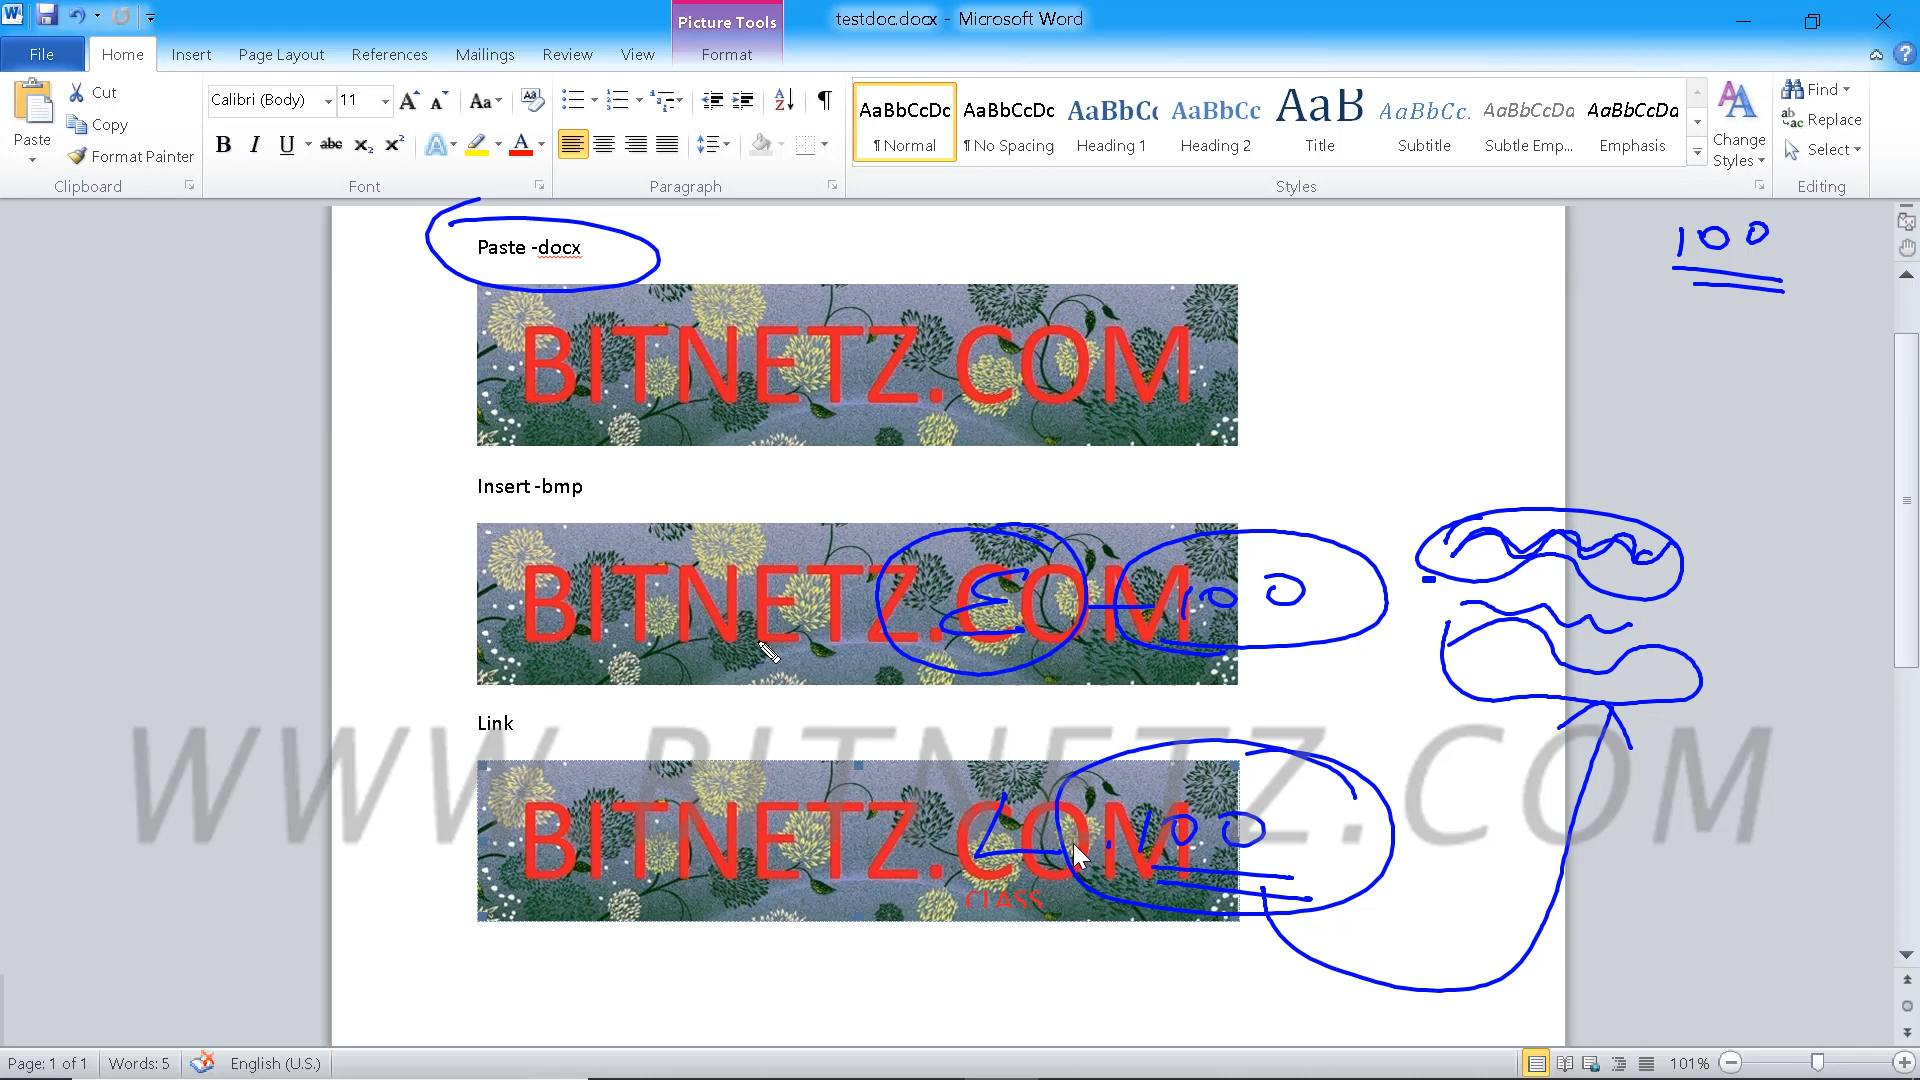 testdoc.docx - Microsoft Word
Picture Tools
File Home Insert Page Layout References Mailings Review View Format
Paste
Cut
Copy
Format Painter
Clipboard
Calibri (Body) 11
Font
Paragraph
AaBbCcDc AaBbCcDc AaBbCc AaBbCc AaB AaBbCc. AaBbCcDa AaBbCcDa
¶ Normal ¶ No Spacing Heading 1 Heading 2 Title Subtitle Subtle Emp... Emphasis
Styles
Change
Styles
Find
Replace
Select
Editing
Paste -docx
100
BITNETZ.COM
Insert -bmp
BITNETZ.COM
100
Link
WWW.BITNETZ.COM
BITNETZ.COM
L .100
CLASS
Page: 1 of 1 Words: 5 English (U.S.) 101%